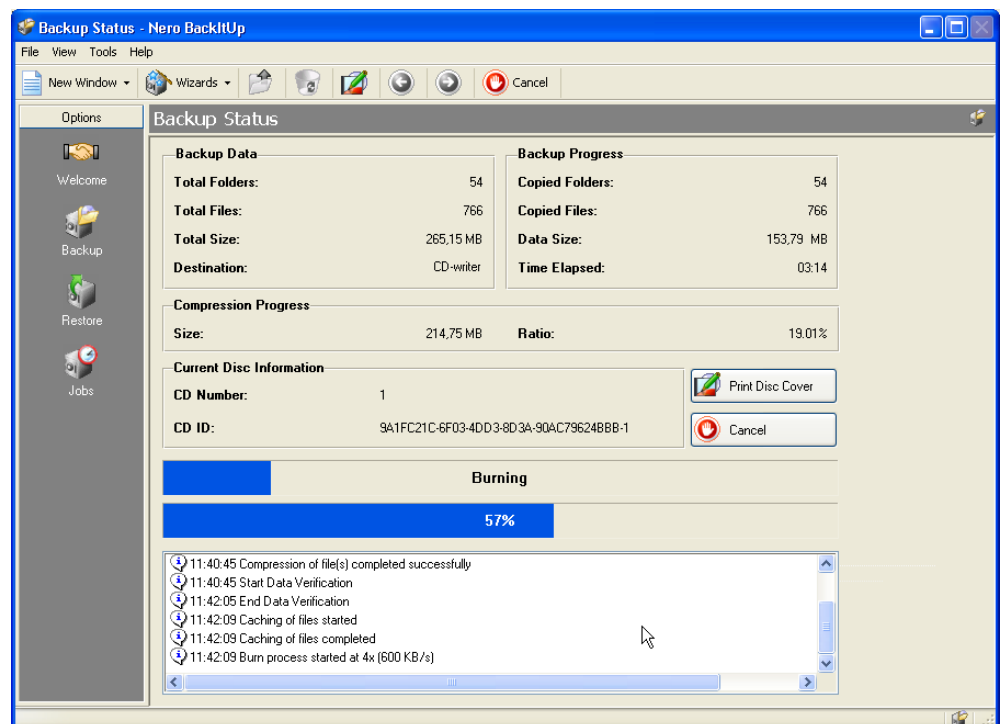 Backup Status - Nero BackItUp
File View Tools Help
New Window Wizards Cancel
Options Backup Status
Welcome
Backup
Restore
Jobs
Backup Data
Total Folders: 54
Total Files: 766
Total Size: 265,15 MB
Destination: CD-writer
Backup Progress
Copied Folders: 54
Copied Files: 766
Data Size: 153,79 MB
Time Elapsed: 03:14
Compression Progress
Size: 214,75 MB Ratio: 19.01%
Current Disc Information
CD Number: 1
CD ID: 9A1FC21C-6F03-4DD3-8D3A-90AC79624BBB-1
Print Disc Cover
Cancel
Burning
57%
11:40:45 Compression of file(s) completed successfully
11:40:45 Start Data Verification
11:42:05 End Data Verification
11:42:09 Caching of files started
11:42:09 Caching of files completed
11:42:09 Burn process started at 4x (600 KB/s)